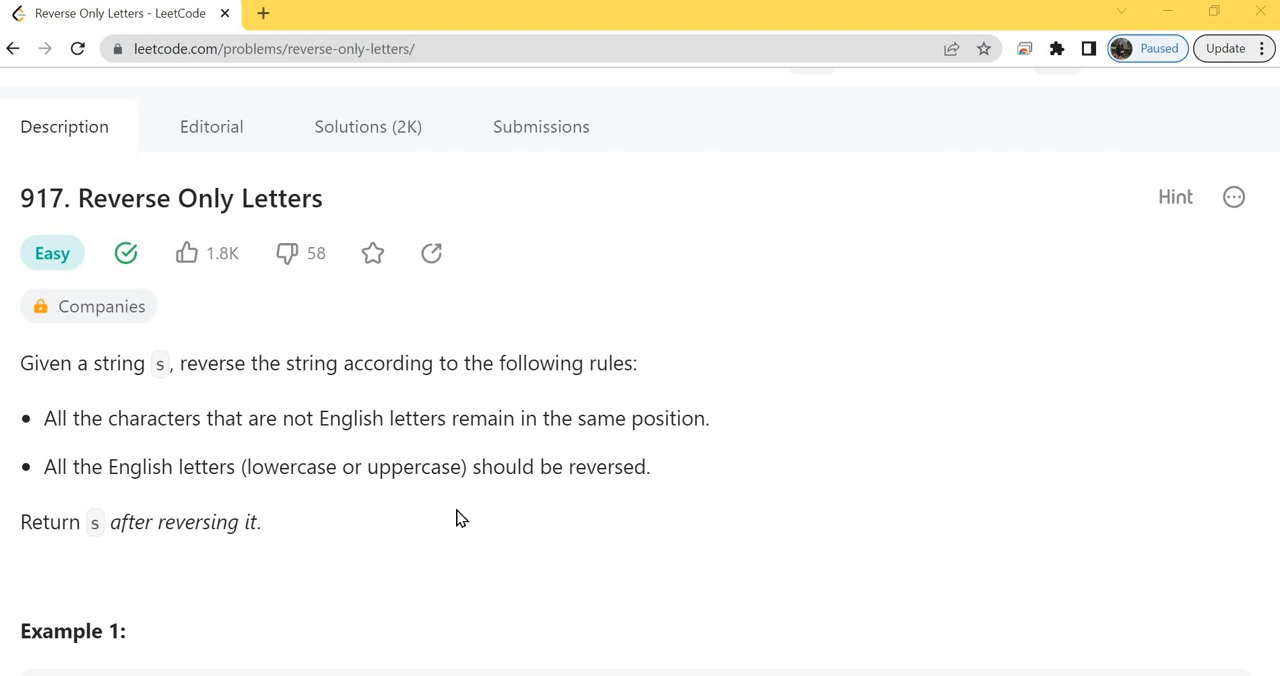 Reverse Only Letters - LeetCode
leetcode.com/problems/reverse-only-letters/
Paused
Update
Description
Editorial
Solutions (2K)
Submissions
917. Reverse Only Letters
Hint
Easy
1.8K
58
Companies
Given a string s, reverse the string according to the following rules:
• All the characters that are not English letters remain in the same position.
• All the English letters (lowercase or uppercase) should be reversed.
Return s after reversing it.
Example 1: